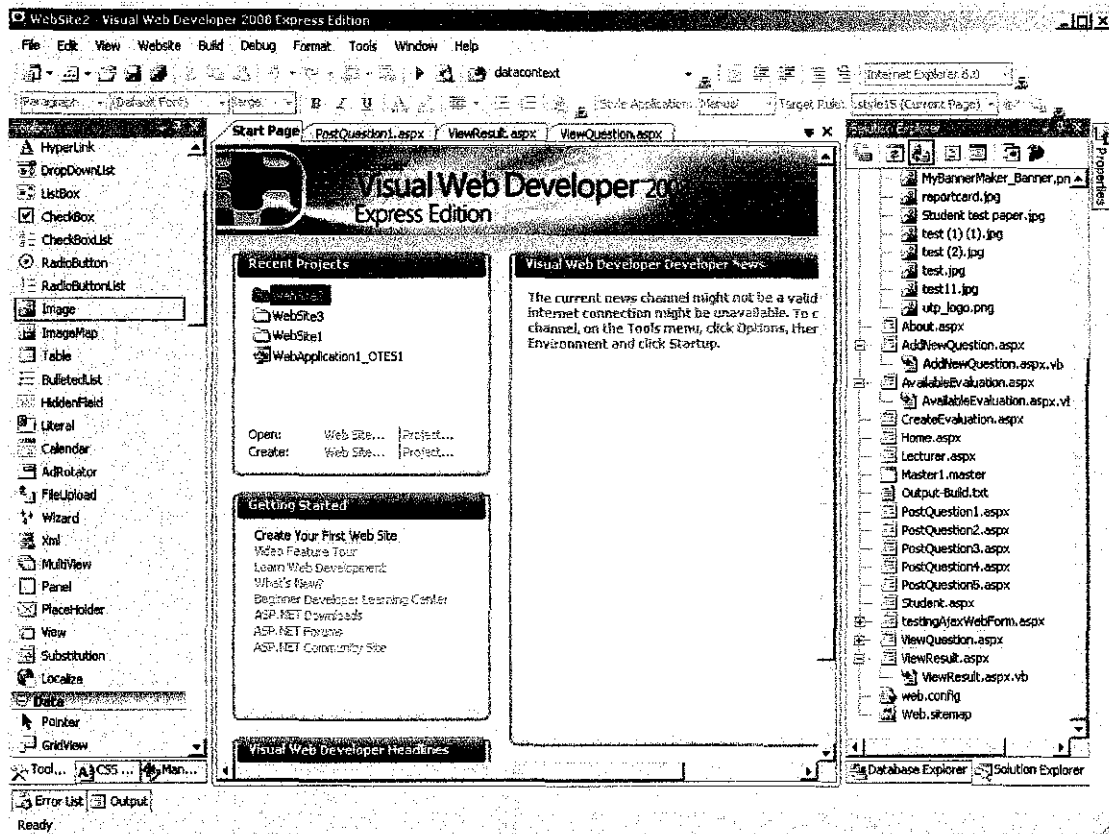 WebSite2 - Visual Web Developer 2008 Express Edition
File Edit View Website Build Debug Format Tools Window Help
datacontext
Internet Explorer 6.0
Paragraph (Default Font) B I U Style Application: Manual Target Rule: .style15 (Current Page)
Start Page PostQuestion1.aspx ViewResult.aspx ViewQuestion.aspx
Solution Explorer
Properties
HyperLink
DropDownList
ListBox
CheckBox
CheckBoxList
RadioButton
RadioButtonList
Image
ImageMap
Table
BulletedList
HiddenField
Literal
Calendar
AdRotator
FileUpload
Wizard
Xml
MultiView
Panel
PlaceHolder
View
Substitution
Localize
Data
Pointer
GridView
Tool... CSS ... Man...
Visual Web Developer 200
Express Edition
Recent Projects
WebSite3
WebSite1
WebApplication1_OTES1
Open: Web Site... Project...
Create: Web Site... Project...
Getting Started
Create Your First Web Site
Video Feature Tour
Learn Web Development
What's New?
Beginner Developer Learning Center
ASP.NET Downloads
ASP.NET Forums
ASP.NET Community Site
Visual Web Developer Headlines
Visual Web Developer Developer News
The current news channel might not be a valid
internet connection might be unavailable. To c
channel, on the Tools menu, click Options, ther
Environment and click Startup.
MyBannerMaker_Banner.pn
reportcard.jpg
Student test paper.jpg
test (1) (1).jpg
test (2).jpg
test.jpg
test11.jpg
utp_logo.png
About.aspx
AddNewQuestion.aspx
AddNewQuestion.aspx.vb
AvailableEvaluation.aspx
AvailableEvaluation.aspx.vt
CreateEvaluation.aspx
Home.aspx
Lecturer.aspx
Master1.master
Output-Build.txt
PostQuestion1.aspx
PostQuestion2.aspx
PostQuestion3.aspx
PostQuestion4.aspx
PostQuestion5.aspx
Student.aspx
testingAjaxWebForm.aspx
ViewQuestion.aspx
ViewResult.aspx
ViewResult.aspx.vb
web.config
Web.sitemap
Database Explorer Solution Explorer
Error List Output
Ready